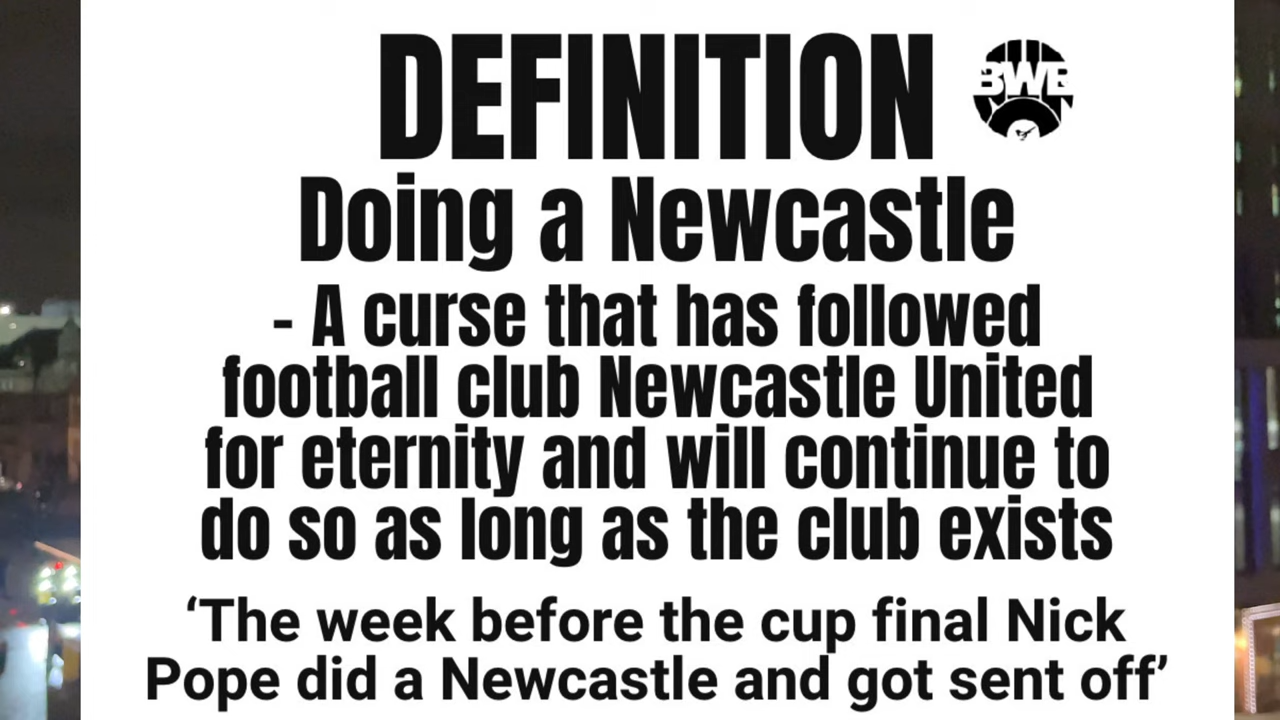 DEFINITION
BWB
Doing a Newcastle
- A curse that has followed
football club Newcastle United
for eternity and will continue to
do so as long as the club exists
‘The week before the cup final Nick
Pope did a Newcastle and got sent off’